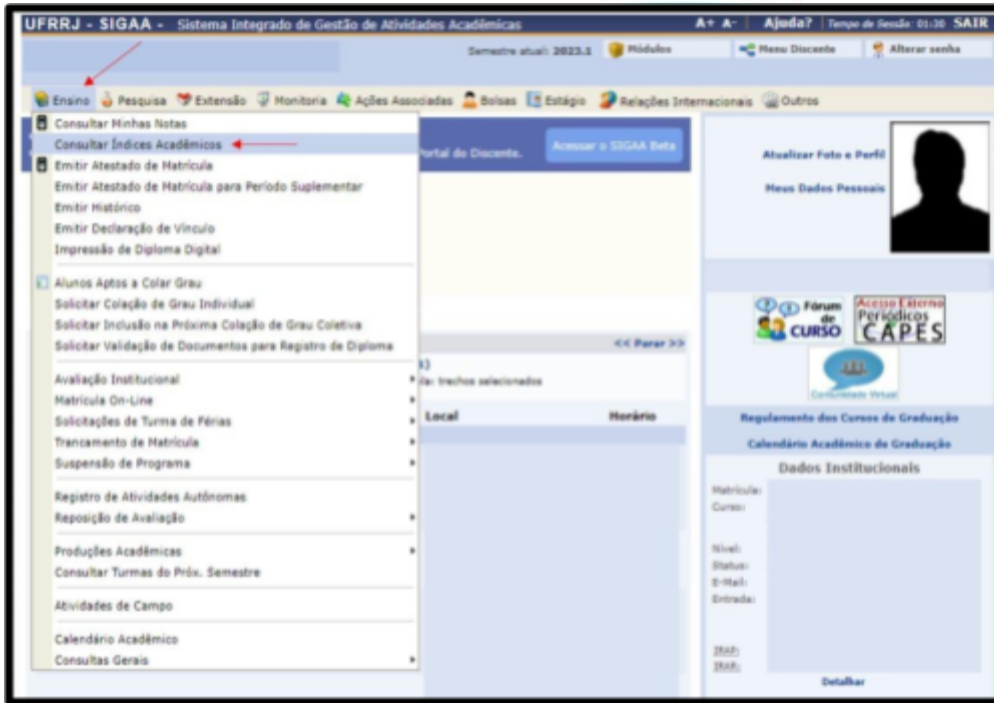 UFRRJ - SIGAA - Sistema Integrado de Gestão de Atividades Acadêmicas
A+ A- Ajuda? Tempo de Sessão: 01:30 SAIR
Semestre atual: 2023.1 Módulos Menu Discente Alterar senha
Ensino Pesquisa Extensão Monitoria Ações Associadas Bolsas Estágio Relações Internacionais Outros
Consultar Minhas Notas
Consultar Índices Acadêmicos
Emitir Atestado de Matrícula
Emitir Atestado de Matrícula para Período Suplementar
Emitir Histórico
Emitir Declaração de Vínculo
Impressão de Diploma Digital
Alunos Aptos a Colar Grau
Solicitar Colação de Grau Individual
Solicitar Inclusão na Próxima Colação de Grau Coletiva
Solicitar Validação de Documentos para Registro de Diploma
Avaliação Institucional
Matrícula On-Line
Solicitações de Turma de Férias
Trancamento de Matrícula
Suspensão de Programa
Registro de Atividades Autônomas
Reposição de Avaliação
Produções Acadêmicas
Consultar Turmas do Próx. Semestre
Atividades de Campo
Calendário Acadêmico
Consultas Gerais
Portal do Discente.
Acessar o SIGAA Beta
<< Parar >>
trechos selecionados
Local Horário
Atualizar Foto e Perfil
Meus Dados Pessoais
Fórum
de
CURSO
Acesso Externo
Periódicos
CAPES
Comunidade Virtual
Regulamento dos Cursos de Graduação
Calendário Acadêmico de Graduação
Dados Institucionais
Matrícula:
Curso:
Nível:
Status:
E-Mail:
Entrada:
IRAP:
IRAR:
Detalhar